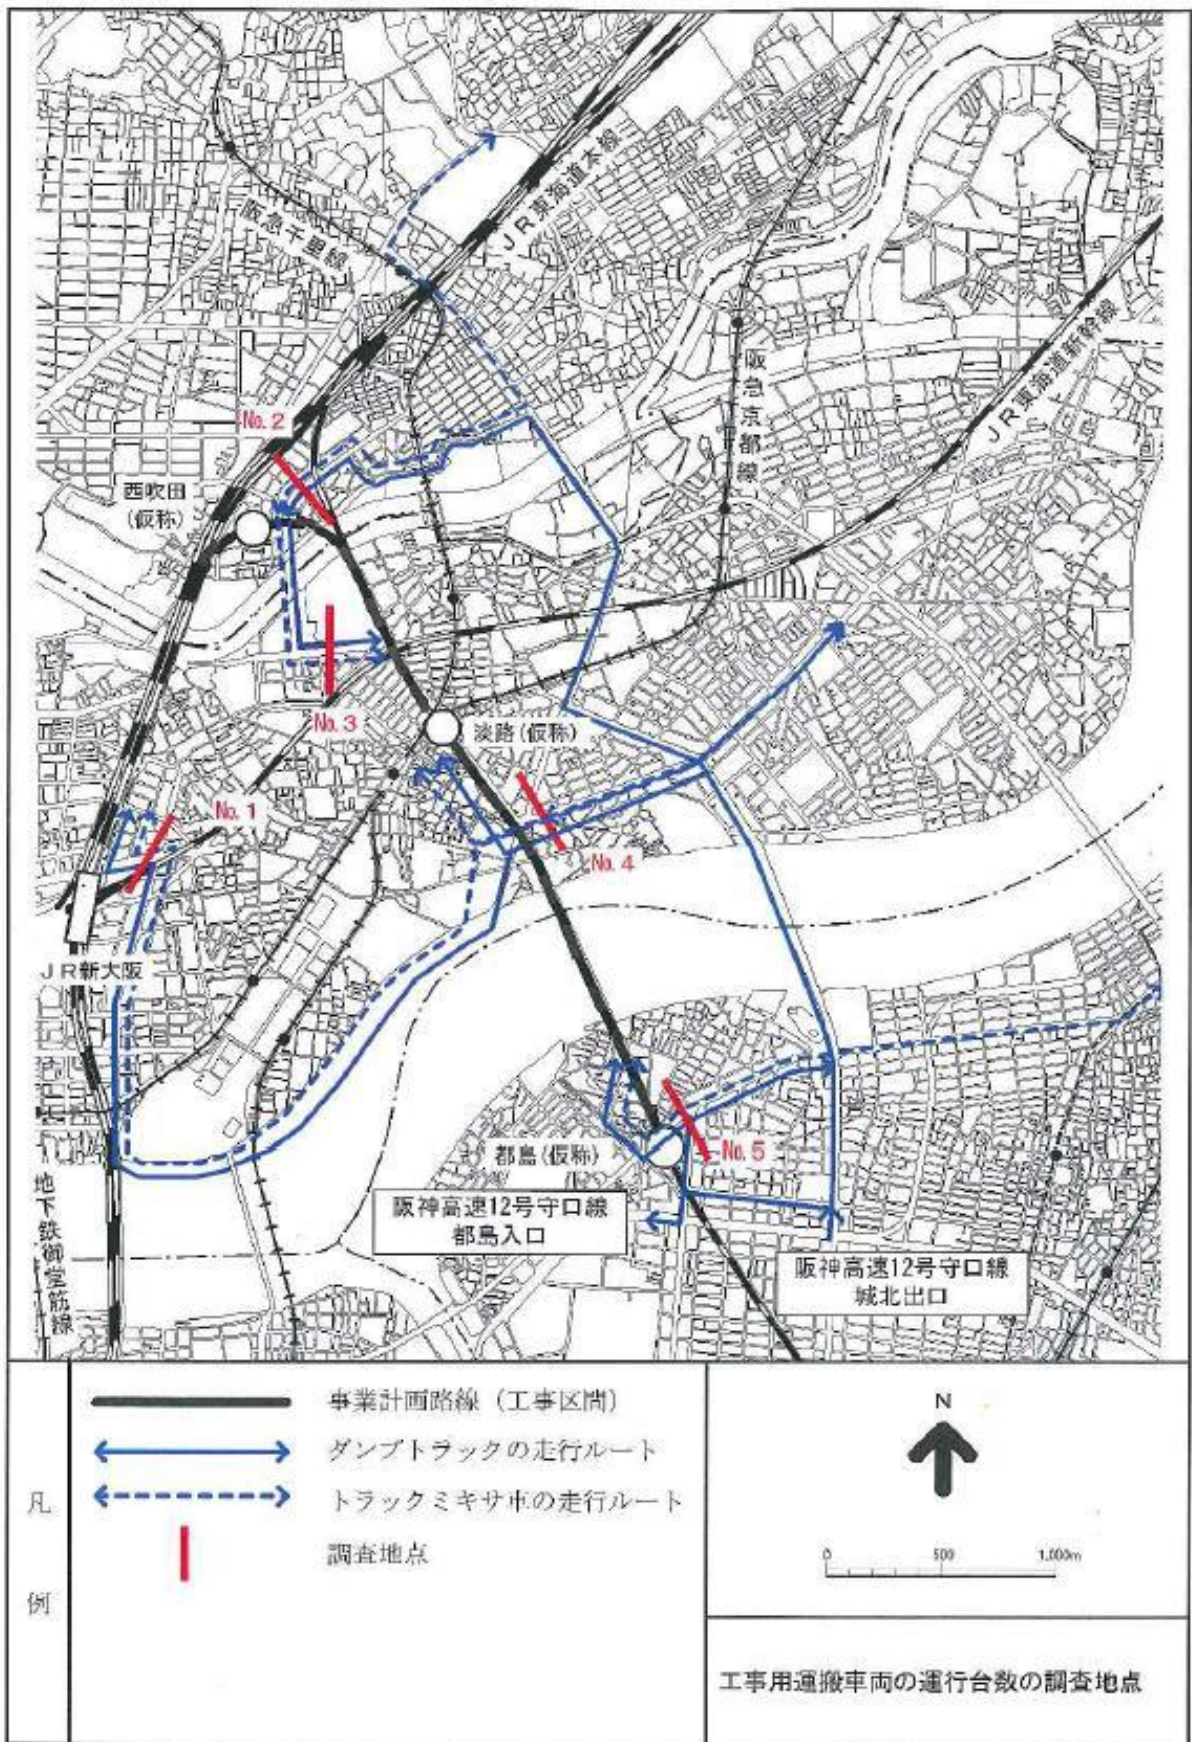 阪急千里線
JR東海道本線
No.2
阪急京都線
JR東海道新幹線
西吹田
(仮称)
No.3
淡路(仮称)
No.1
No.4
JR新大阪
都島(仮称)
No.5
地下鉄御堂筋線
阪神高速12号守口線
都島入口
阪神高速12号守口線
城北出口
凡例
事業計画路線（工事区間）
ダンプトラックの走行ルート
トラックミキサ車の走行ルート
調査地点
N
0 500 1,000m
工事用運搬車両の運行台数の調査地点